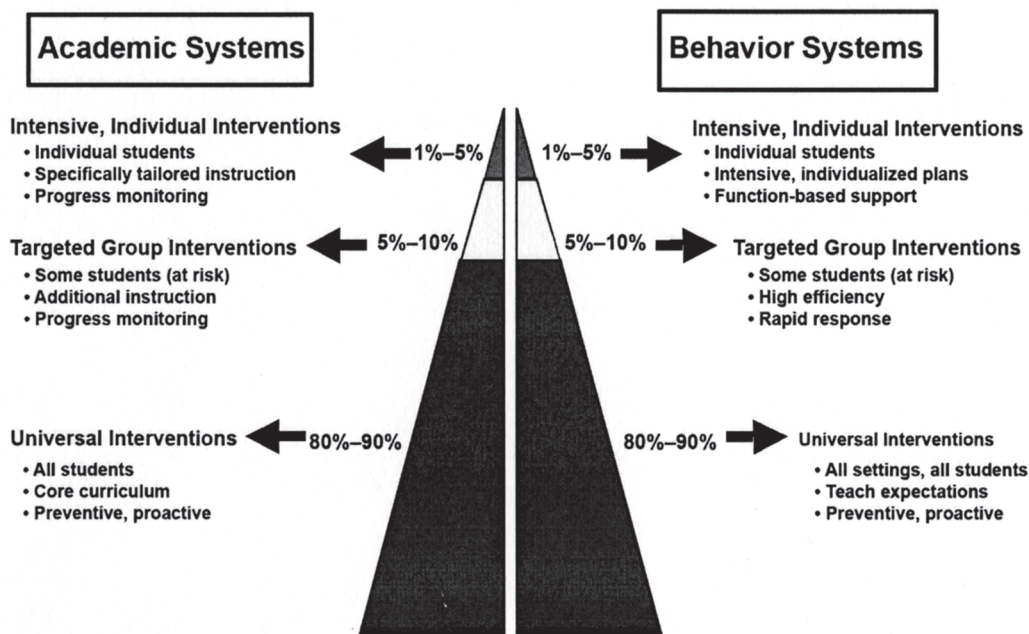 Academic Systems
Intensive, Individual Interventions
• Individual students
• Specifically tailored instruction
• Progress monitoring
1%–5%
Targeted Group Interventions
• Some students (at risk)
• Additional instruction
• Progress monitoring
5%–10%
Universal Interventions
• All students
• Core curriculum
• Preventive, proactive
80%–90%
Behavior Systems
1%–5%
Intensive, Individual Interventions
• Individual students
• Intensive, individualized plans
• Function-based support
5%–10%
Targeted Group Interventions
• Some students (at risk)
• High efficiency
• Rapid response
80%–90%
Universal Interventions
• All settings, all students
• Teach expectations
• Preventive, proactive